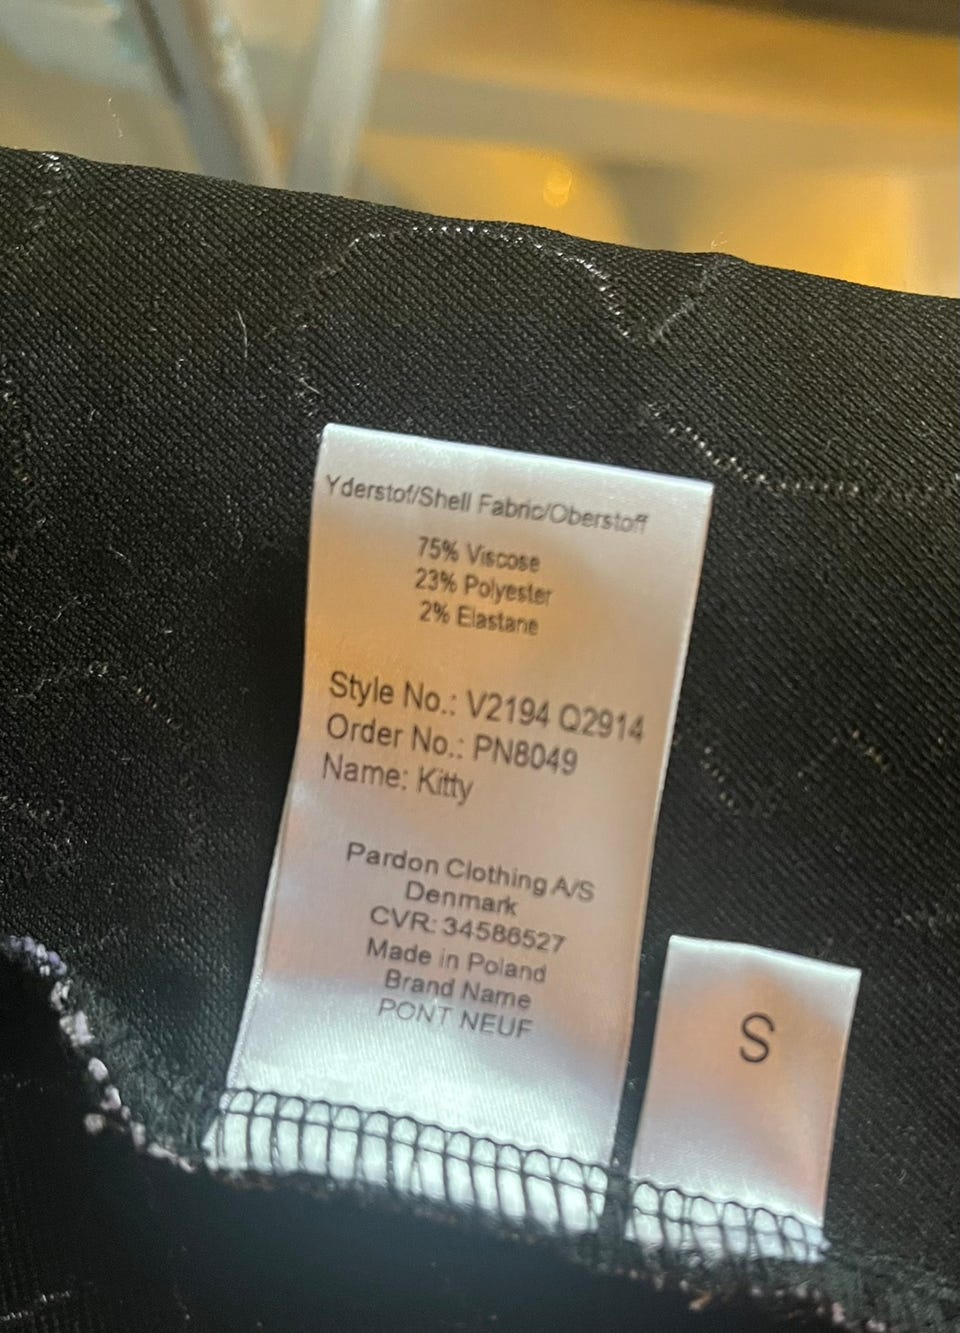 Yderstof/Shell Fabric/Oberstoff
75% Viscose
23% Polyester
2% Elastane
Style No.: V2194 Q2914
Order No.: PN8049
Name: Kitty
Pardon Clothing A/S
Denmark
CVR: 34586527
Made in Poland
Brand Name
PONT NEUF
S